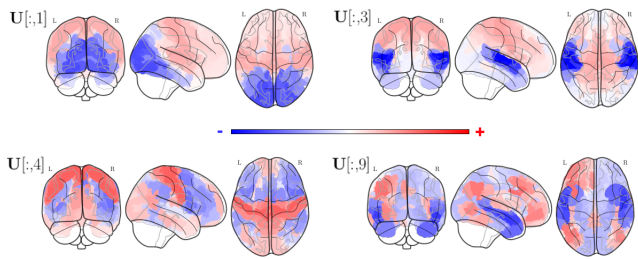 U[:,1] L R
U[:,3] L R
L R
L R
- +
U[:,4] L R
U[:,9] L R
L R
L R